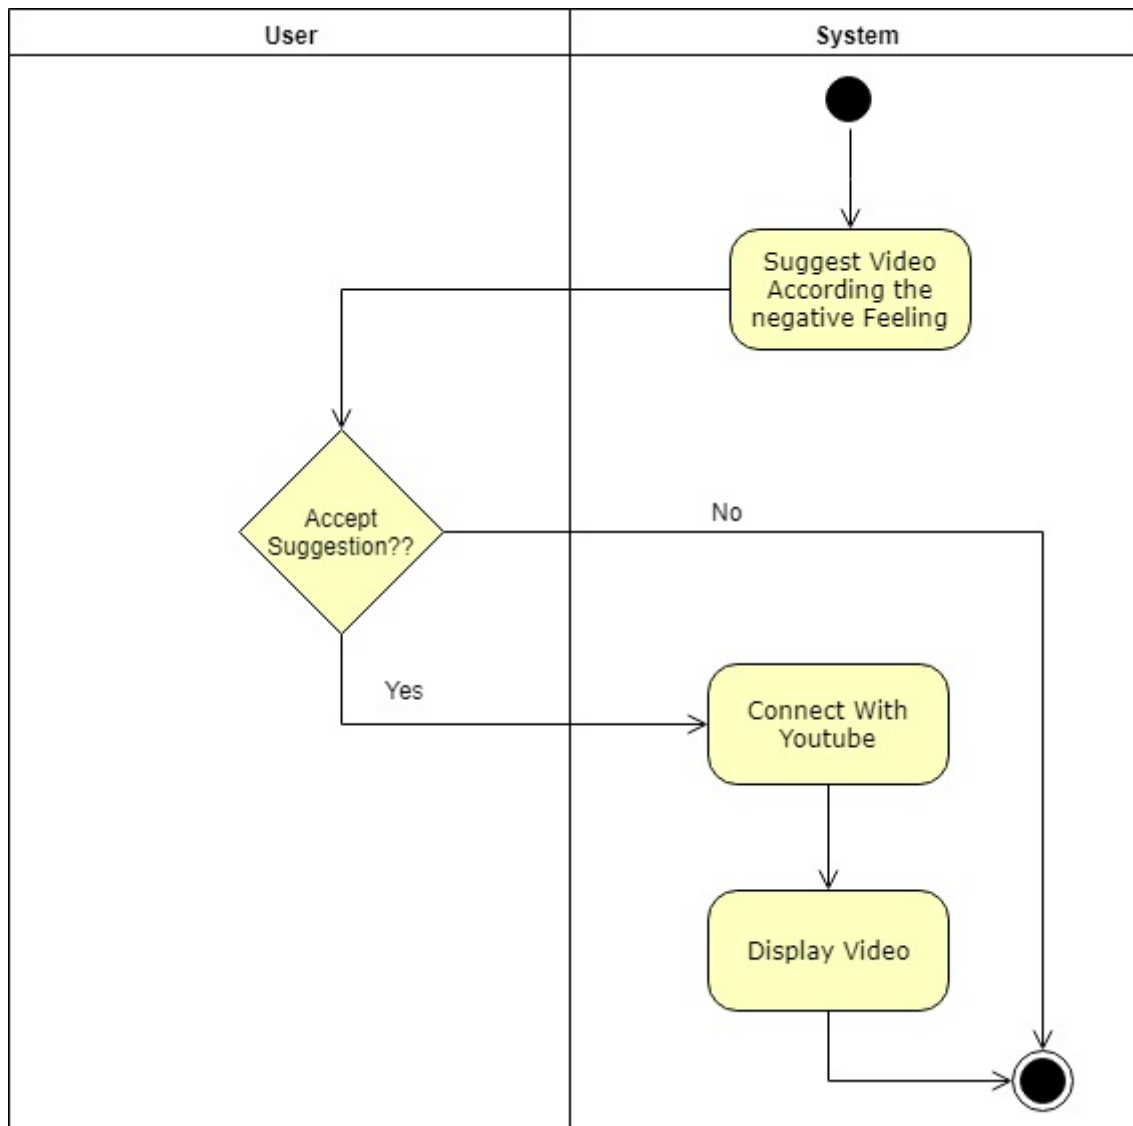 User
System
Suggest Video
According the
negative Feeling
Accept
Suggestion??
No
Yes
Connect With
Youtube
Display Video